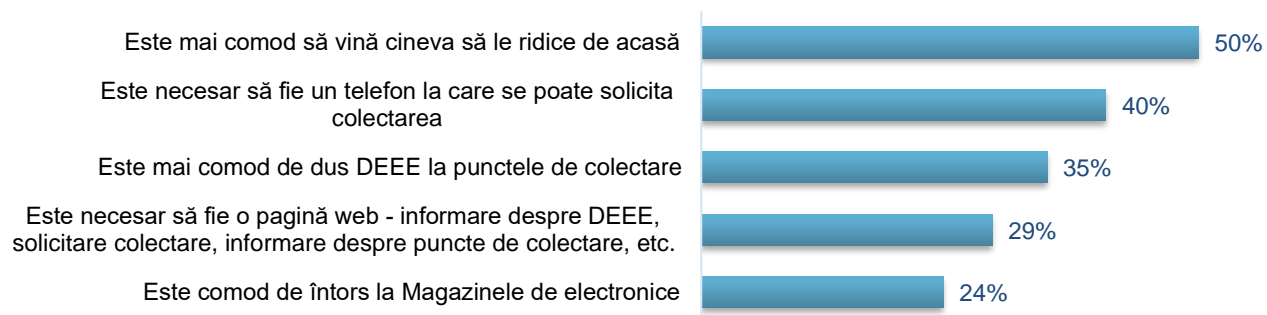 Este mai comod să vină cineva să le ridice de acasă
50%
Este necesar să fie un telefon la care se poate solicita
colectarea
40%
Este mai comod de dus DEEE la punctele de colectare
35%
Este necesar să fie o pagină web - informare despre DEEE,
solicitare colectare, informare despre puncte de colectare, etc.
29%
Este comod de întors la Magazinele de electronice
24%